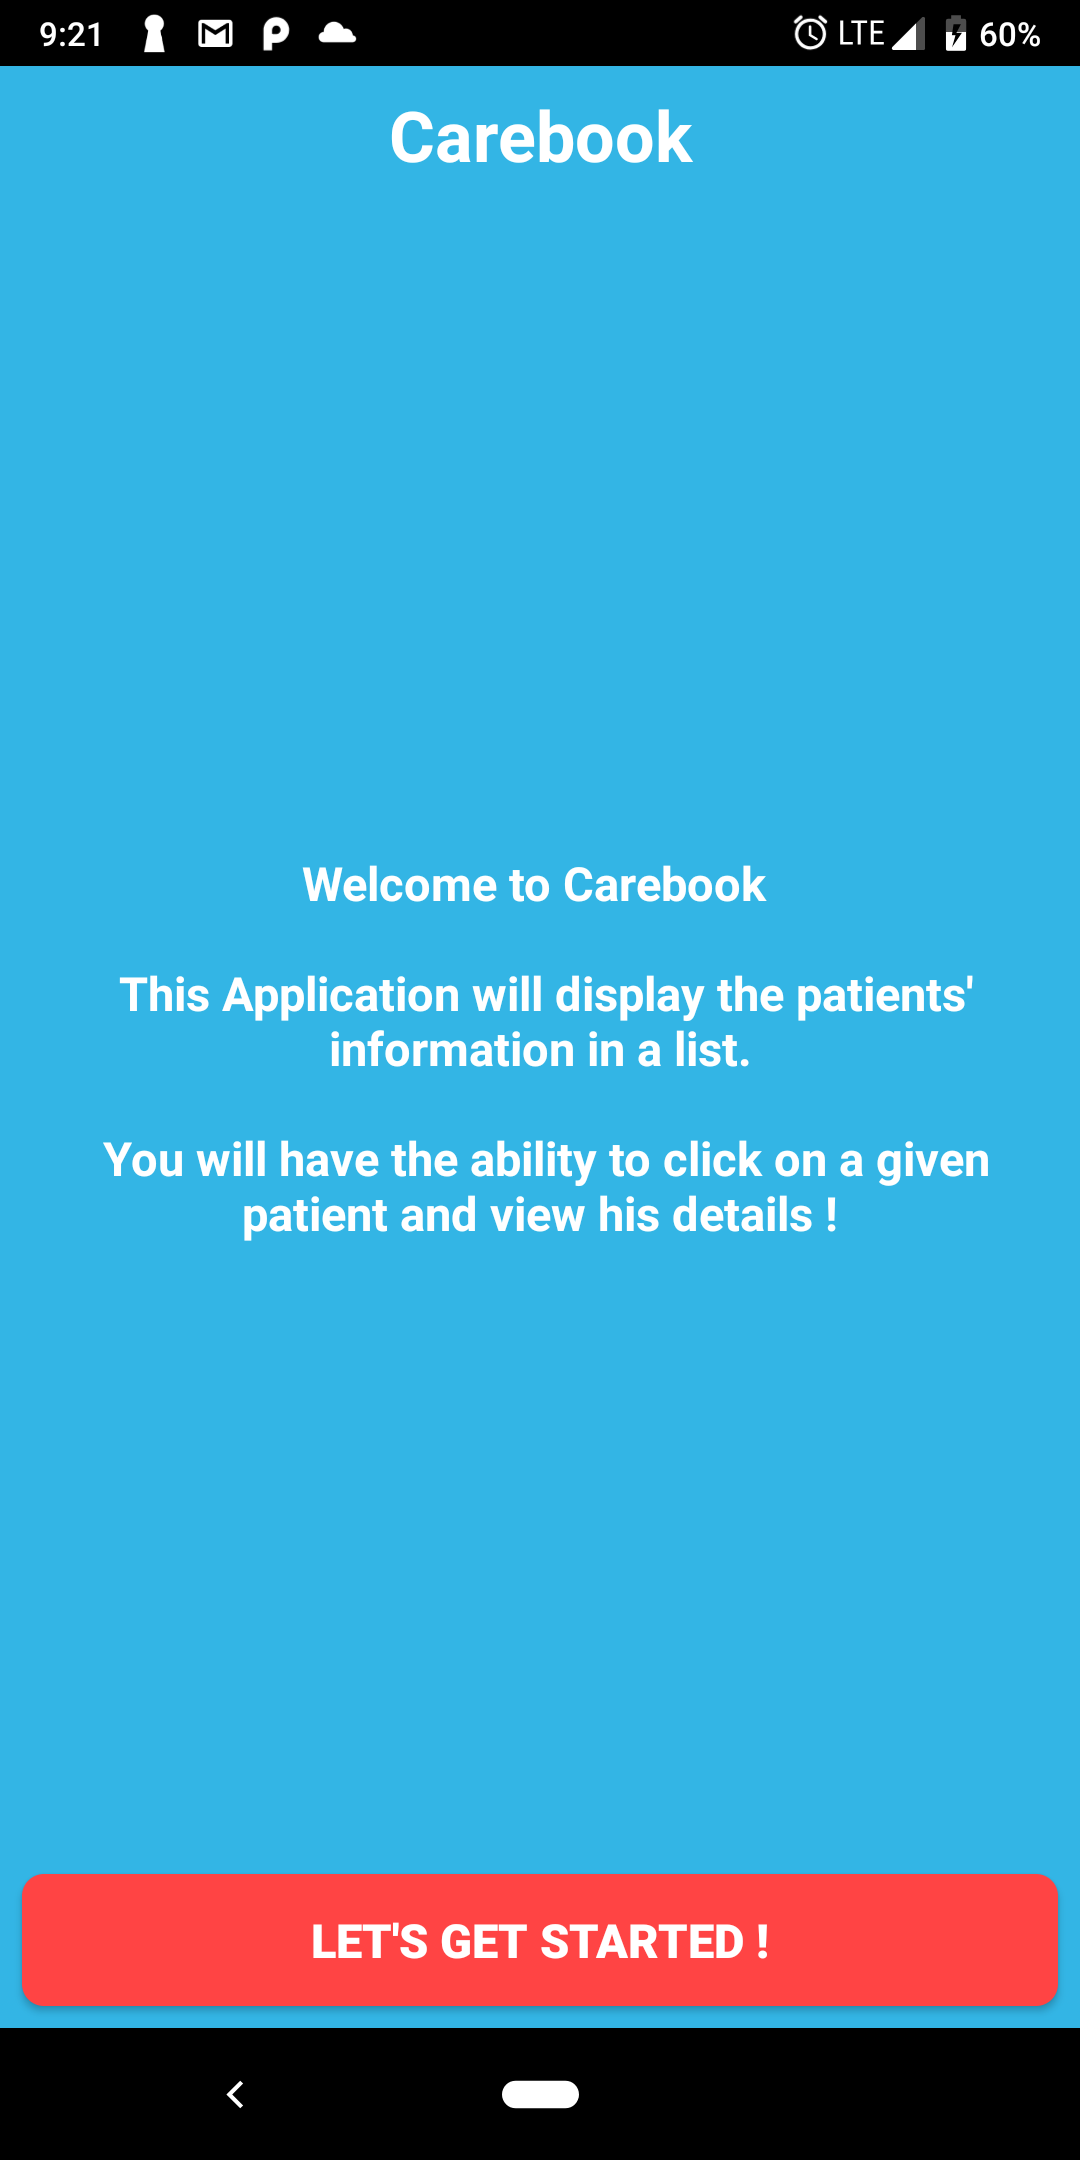 9:21 LTE 60%
Carebook
Welcome to Carebook
This Application will display the patients'
information in a list.
You will have the ability to click on a given
patient and view his details !
LET'S GET STARTED !